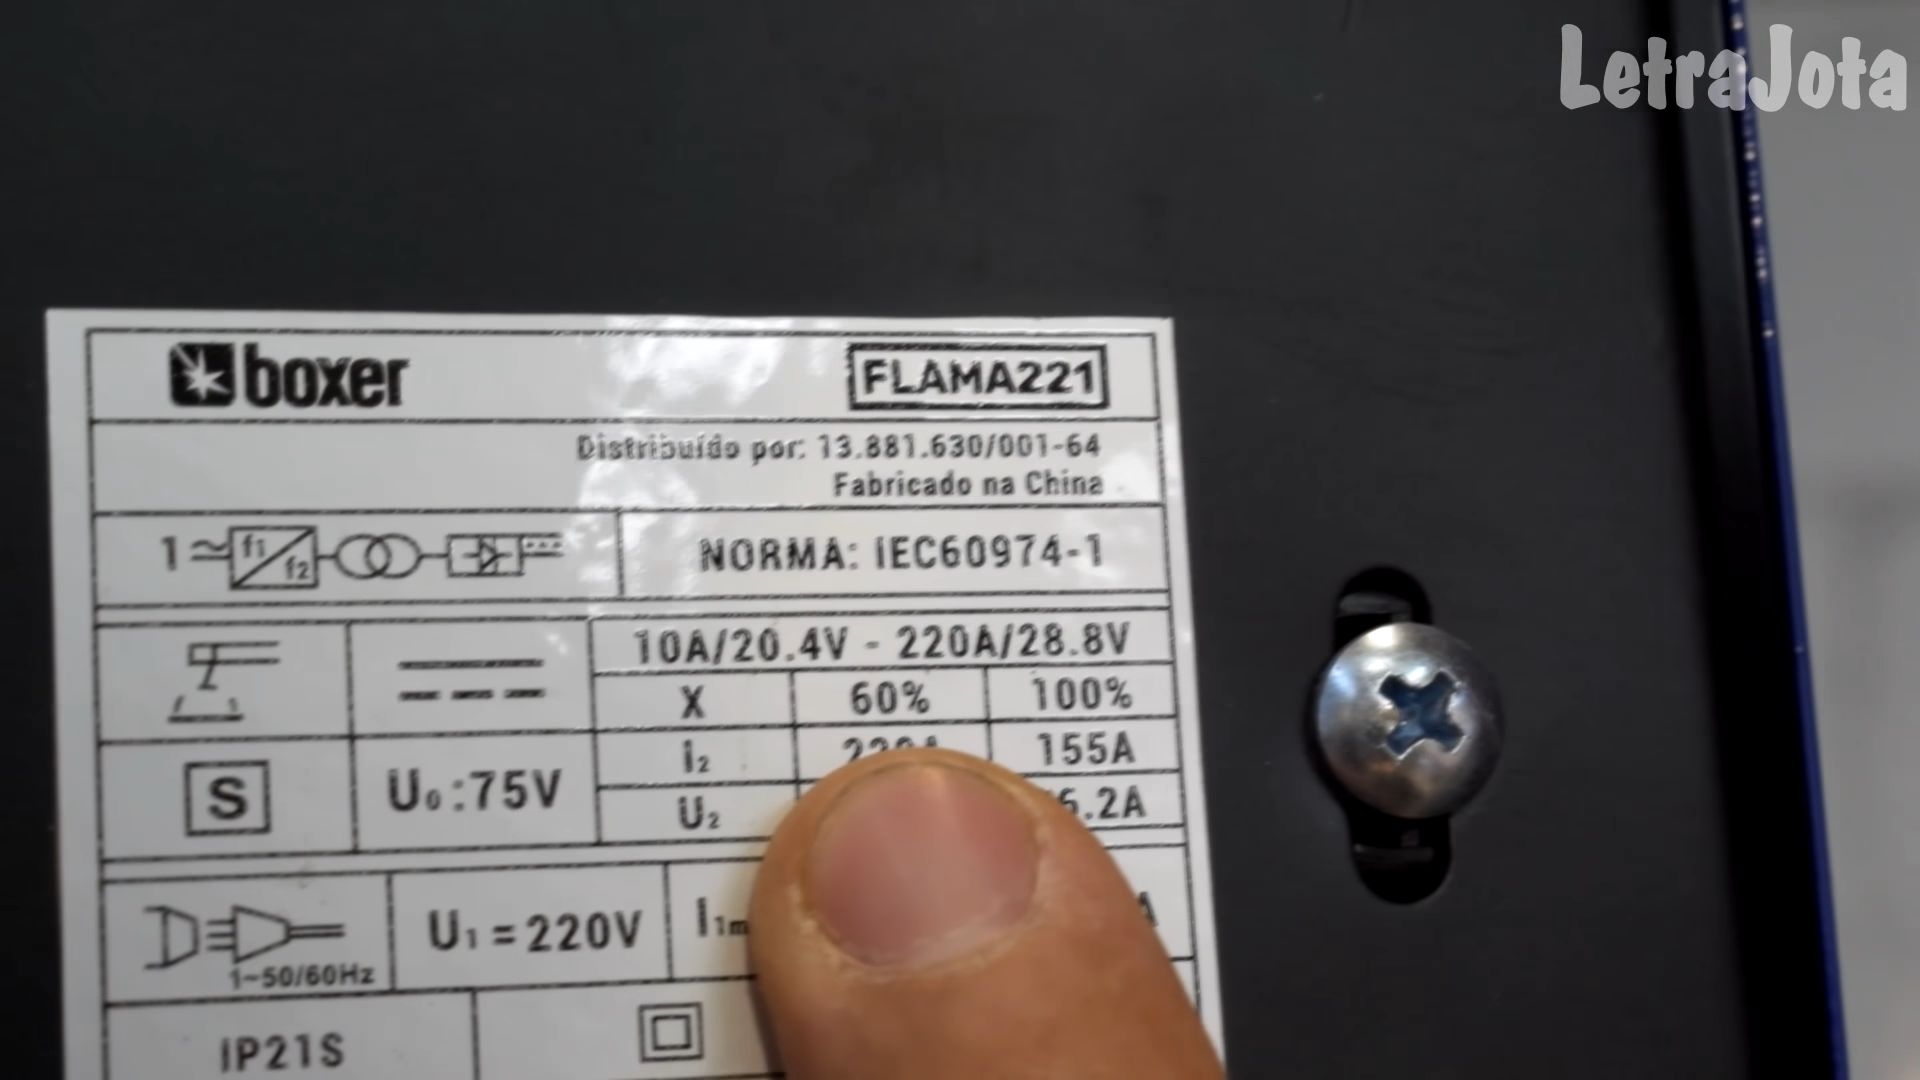 LetraJota
boxer FLAMA221
Distribuído por: 13.881.630/001-64
Fabricado na China
1 f1 f2 NORMA: IEC60974-1
10A/20.4V - 220A/28.8V
X 60% 100%
I2 220A 155A
S U0:75V
U2 6.2A
U1=220V I1m A
1~50/60Hz
IP21S